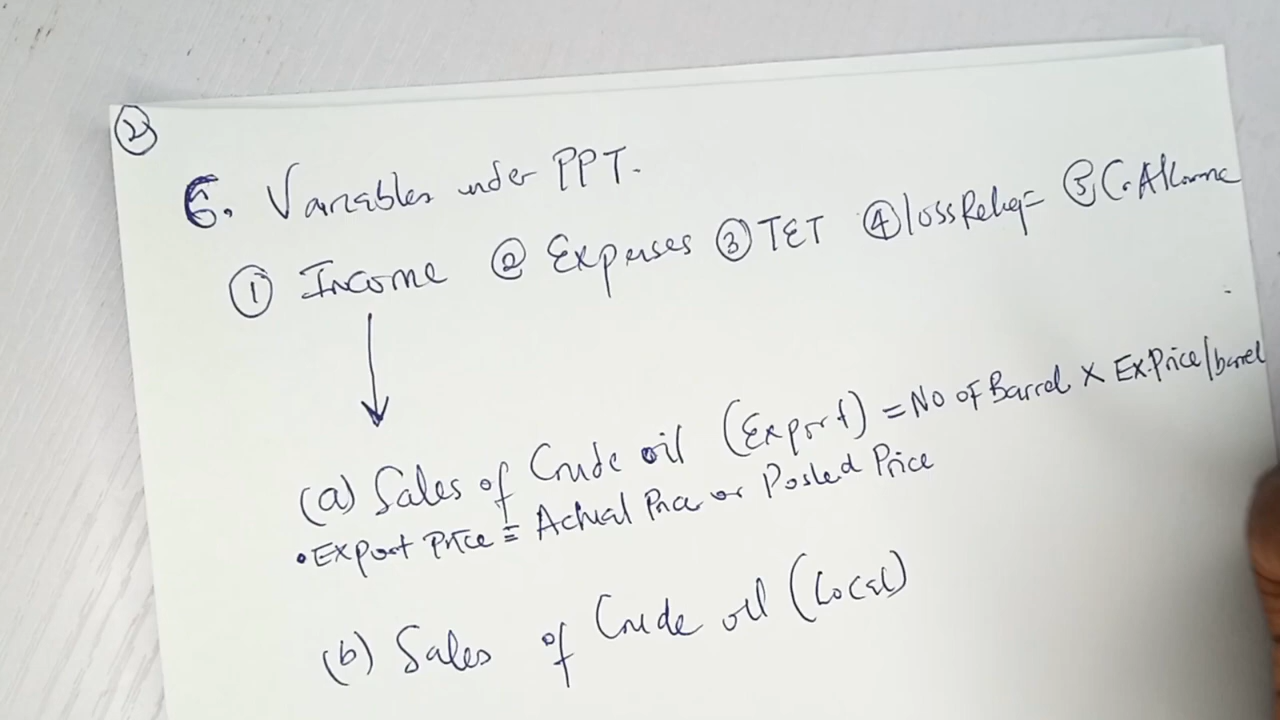 ②
6. Variables under PPT.
① Income ② Expenses ③ TET ④ loss Relief ⑤ C. Allowance
(a) Sales of Crude oil (Export) = No of Barrel X Ex.Price/barrel
• Export Price = Actual Price or Posted Price
(b) Sales of Crude oil (Local)